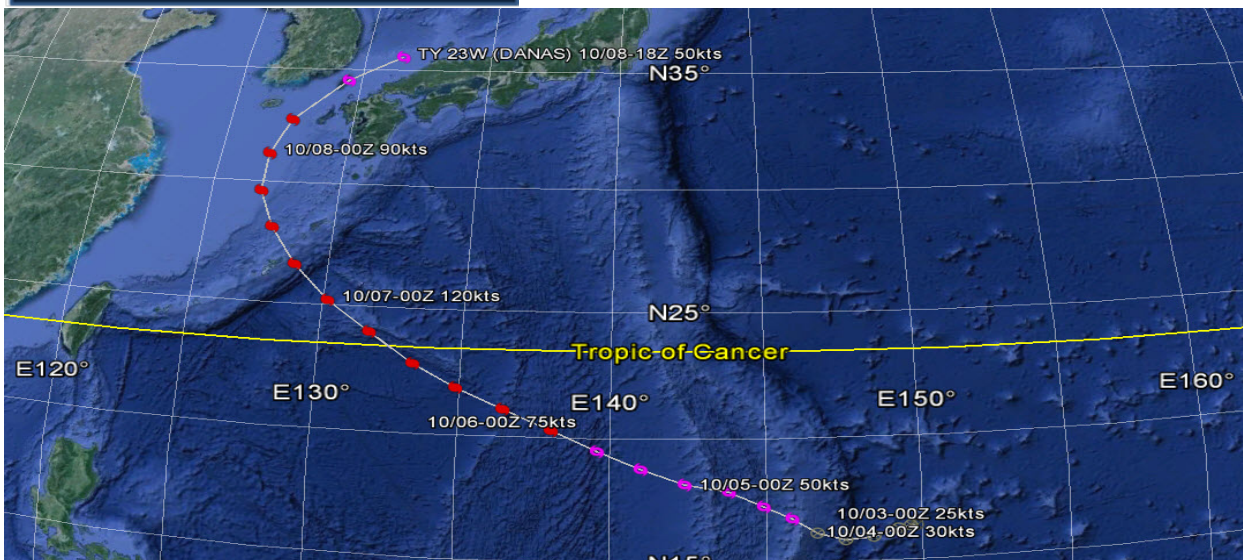 TY 23W (DANAS) 10/08-18Z 50kts
N35°
10/08-00Z 90kts
10/07-00Z 120kts
N25°
Tropic of Cancer
E120°
E130°
E140°
E150°
E160°
10/06-00Z 75kts
10/05-00Z 50kts
10/03-00Z 25kts
10/04-00Z 30kts
N15°